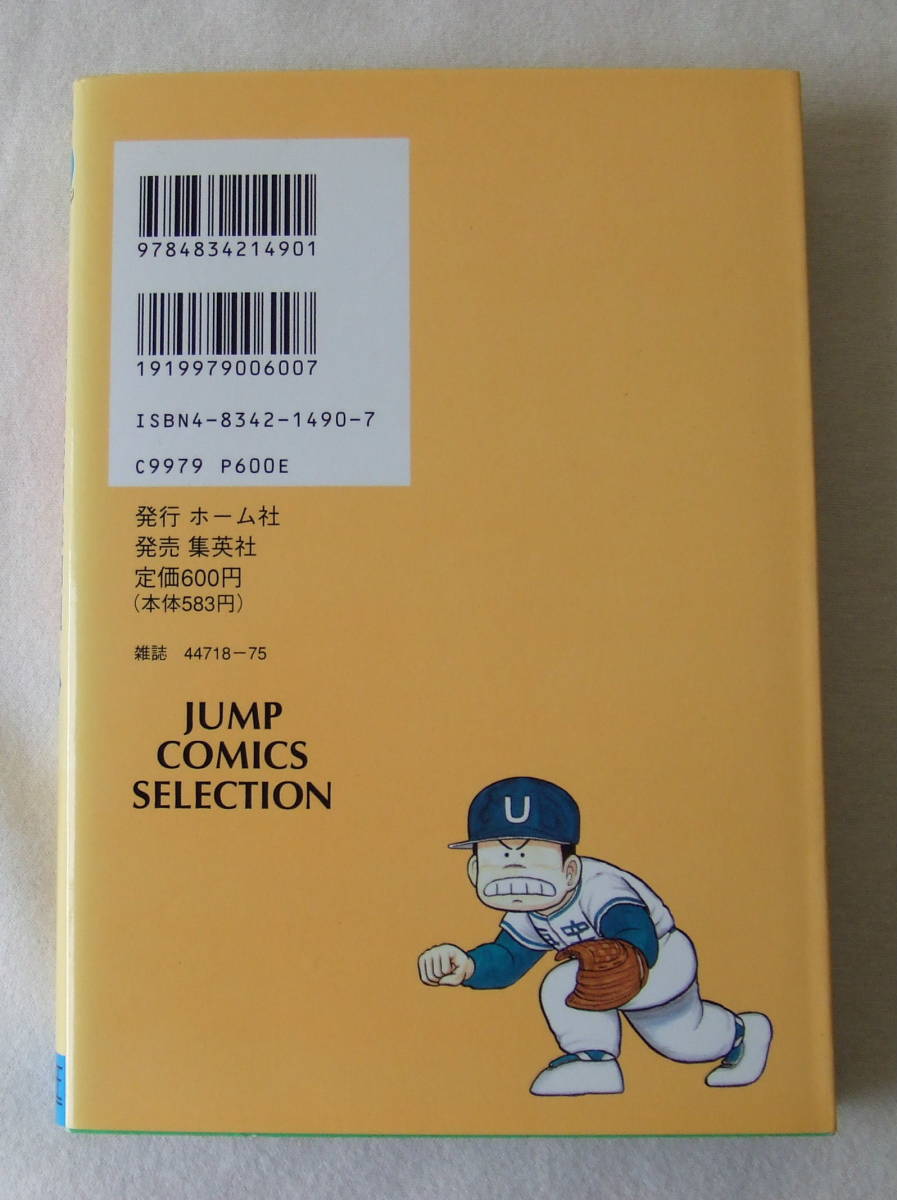 9784834214901
1919979006007
ISBN4-8342-1490-7
C9979 P600E
発行 ホーム社
発売 集英社
定価600円
(本体583円)
雑誌 44718-75
JUMP
COMICS
SELECTION
U
中